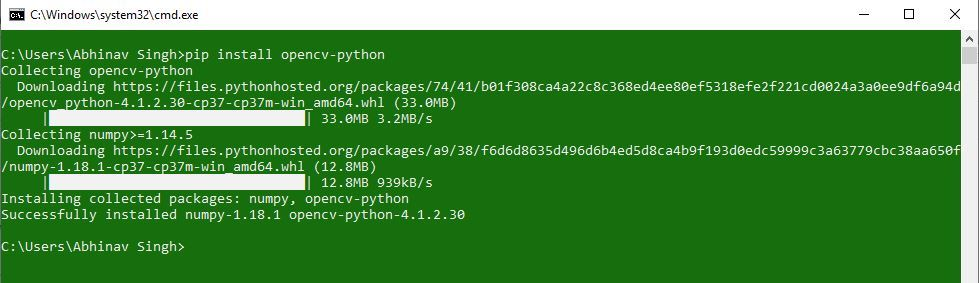 C:\Windows\system32\cmd.exe
C:\Users\Abhinav Singh>pip install opencv-python
Collecting opencv-python
  Downloading https://files.pythonhosted.org/packages/74/41/b01f308ca4a22c8c368ed4ee80ef5318efe2f221cd0024a3a0ee9df6a94d
/opencv_python-4.1.2.30-cp37-cp37m-win_amd64.whl (33.0MB)
     |████████████████████████████████| 33.0MB 3.2MB/s
Collecting numpy>=1.14.5
  Downloading https://files.pythonhosted.org/packages/a9/38/f6d6d8635d496d6b4ed5d8ca4b9f193d0edc59999c3a63779cbc38aa650f
/numpy-1.18.1-cp37-cp37m-win_amd64.whl (12.8MB)
     |████████████████████████████████| 12.8MB 939kB/s
Installing collected packages: numpy, opencv-python
Successfully installed numpy-1.18.1 opencv-python-4.1.2.30
C:\Users\Abhinav Singh>